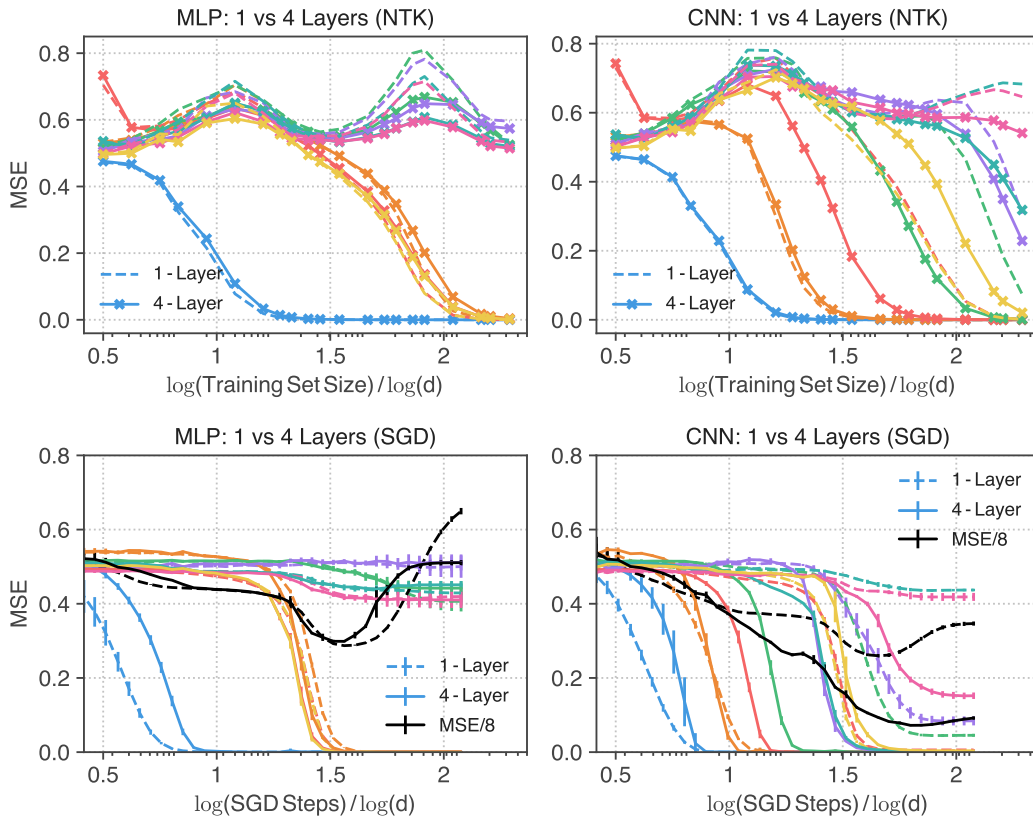 MLP: 1 vs 4 Layers (NTK)
CNN: 1 vs 4 Layers (NTK)
MSE
0.8
0.6
0.4
0.2
0.0
1 - Layer
4 - Layer
0.5
1
1.5
2
log(Training Set Size) / log(d)
0.8
0.6
0.4
0.2
0.0
1 - Layer
4 - Layer
0.5
1
1.5
2
log(Training Set Size) / log(d)
MLP: 1 vs 4 Layers (SGD)
CNN: 1 vs 4 Layers (SGD)
MSE
0.8
0.6
0.4
0.2
0.0
1 - Layer
4 - Layer
MSE/8
0.5
1
1.5
2
log(SGD Steps) / log(d)
0.8
0.6
0.4
0.2
0.0
1 - Layer
4 - Layer
MSE/8
0.5
1
1.5
2
log(SGD Steps) / log(d)